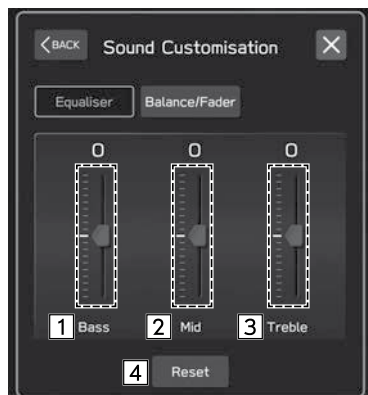 BACK Sound Customisation
Equaliser Balance/Fader
0 0 0
1 Bass 2 Mid 3 Treble
4 Reset